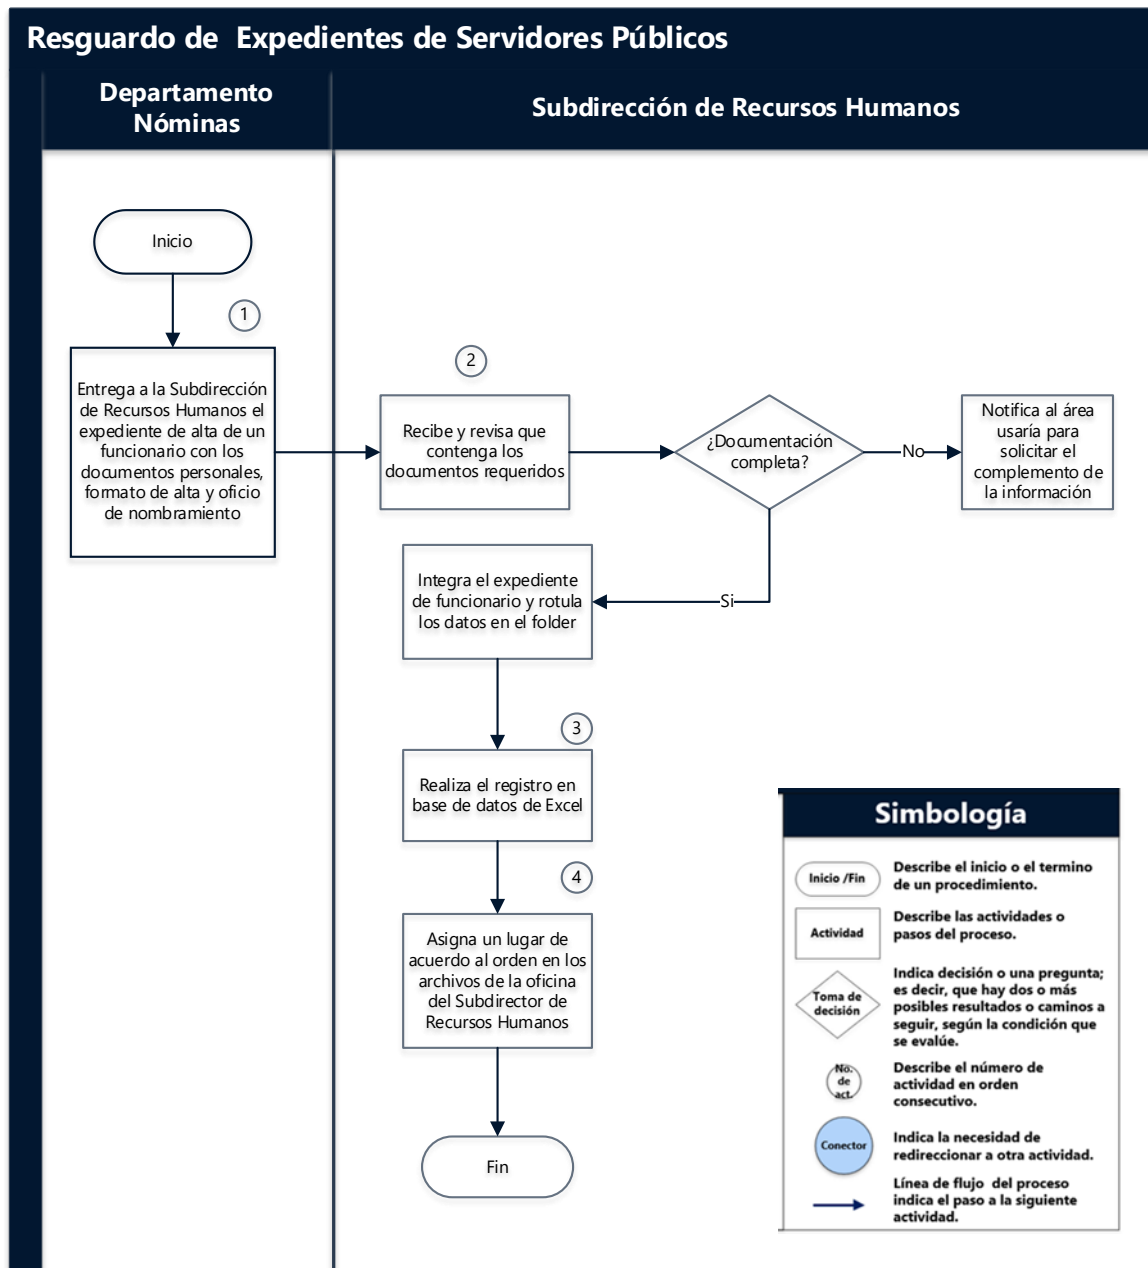 Resguardo de Expedientes de Servidores Públicos
Departamento
Nóminas
Subdirección de Recursos Humanos
Inicio
1
Entrega a la Subdirección
de Recursos Humanos el
expediente de alta de un
funcionario con los
documentos personales,
formato de alta y oficio
de nombramiento
2
Recibe y revisa que
contenga los
documentos requeridos
¿Documentación
completa?
No
Notifica al área
usaría para
solicitar el
complemento de
la información
Si
Integra el expediente
de funcionario y rotula
los datos en el folder
3
Realiza el registro en
base de datos de Excel
4
Asigna un lugar de
acuerdo al orden en los
archivos de la oficina
del Subdirector de
Recursos Humanos
Fin
Simbología
Inicio /Fin
Describe el inicio o el termino
de un procedimiento.
Actividad
Describe las actividades o
pasos del proceso.
Toma de
decisión
Indica decisión o una pregunta;
es decir, que hay dos o más
posibles resultados o caminos a
seguir, según la condición que
se evalúe.
No.
de
act.
Describe el número de
actividad en orden
consecutivo.
Conector
Indica la necesidad de
redireccionar a otra actividad.
Línea de flujo del proceso
indica el paso a la siguiente
actividad.